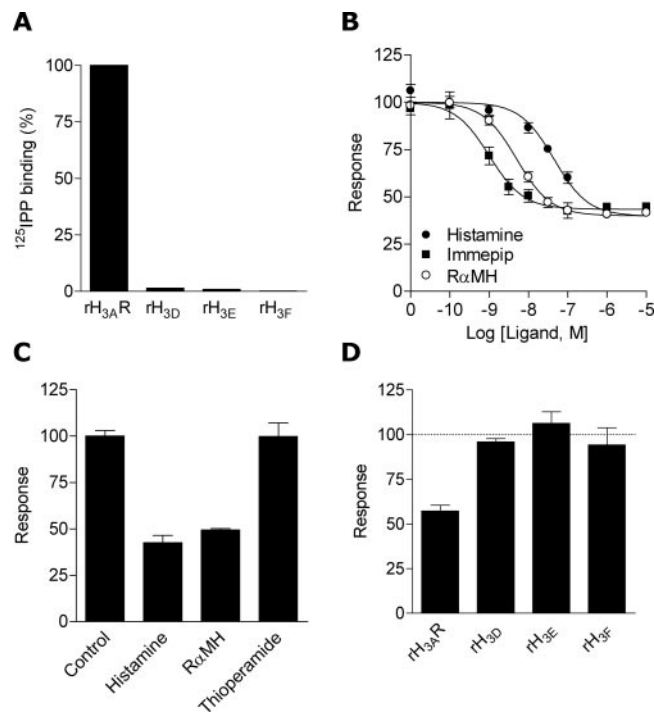 A
¹²⁵IPP binding (%)
100
75
50
25
0
rH₃ₐR
rH₃D
rH₃E
rH₃F
B
Response
125
100
75
50
25
0
Histamine
Immepip
RαMH
0 -10 -9 -8 -7 -6 -5
Log [Ligand, M]
C
Response
125
100
75
50
25
0
Control
Histamine
RαMH
Thioperamide
D
Response
125
100
75
50
25
0
rH₃ₐR
rH₃D
rH₃E
rH₃F